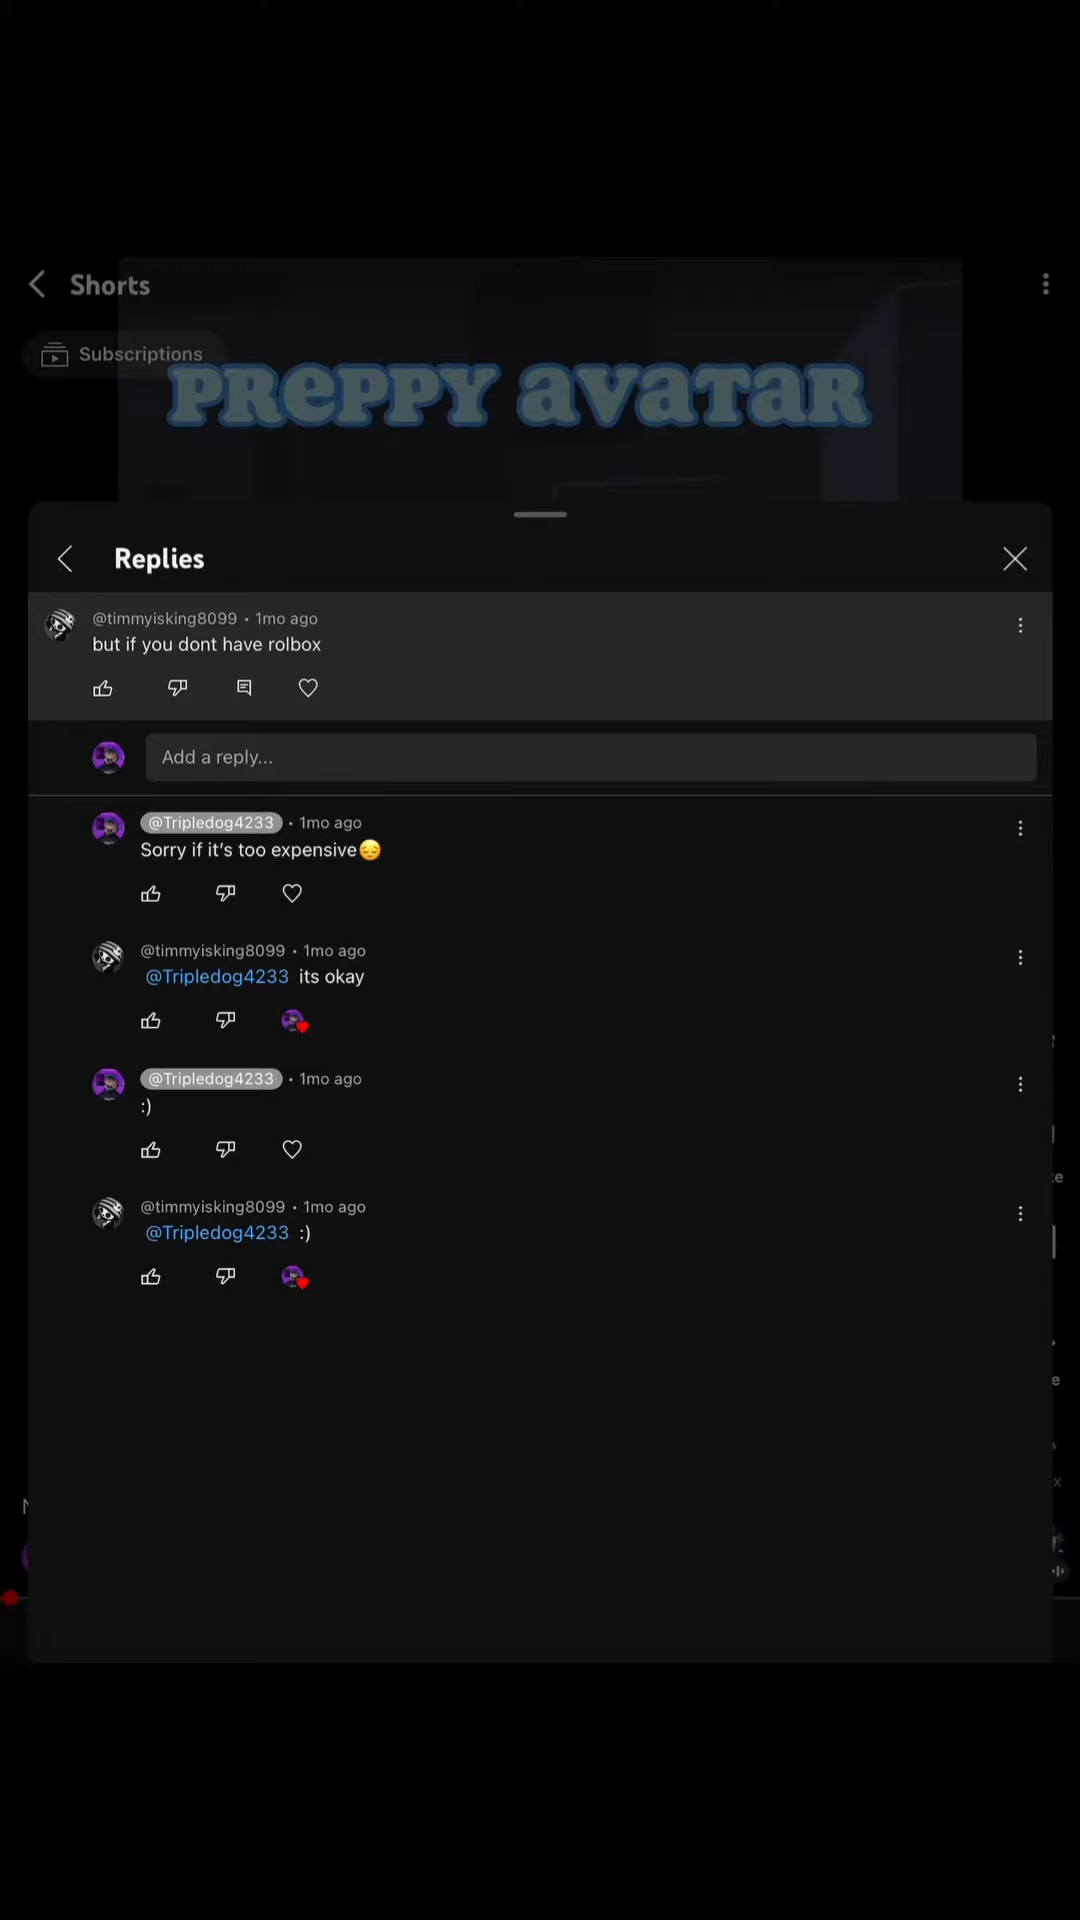 Shorts
Subscriptions
PRePPY aVaTaR
Replies
@timmyisking8099 • 1mo ago
but if you dont have rolbox
Add a reply...
@Tripledog4233 • 1mo ago
Sorry if it’s too expensive😔
@timmyisking8099 • 1mo ago
@Tripledog4233 its okay
@Tripledog4233 • 1mo ago
:)
@timmyisking8099 • 1mo ago
@Tripledog4233 :)